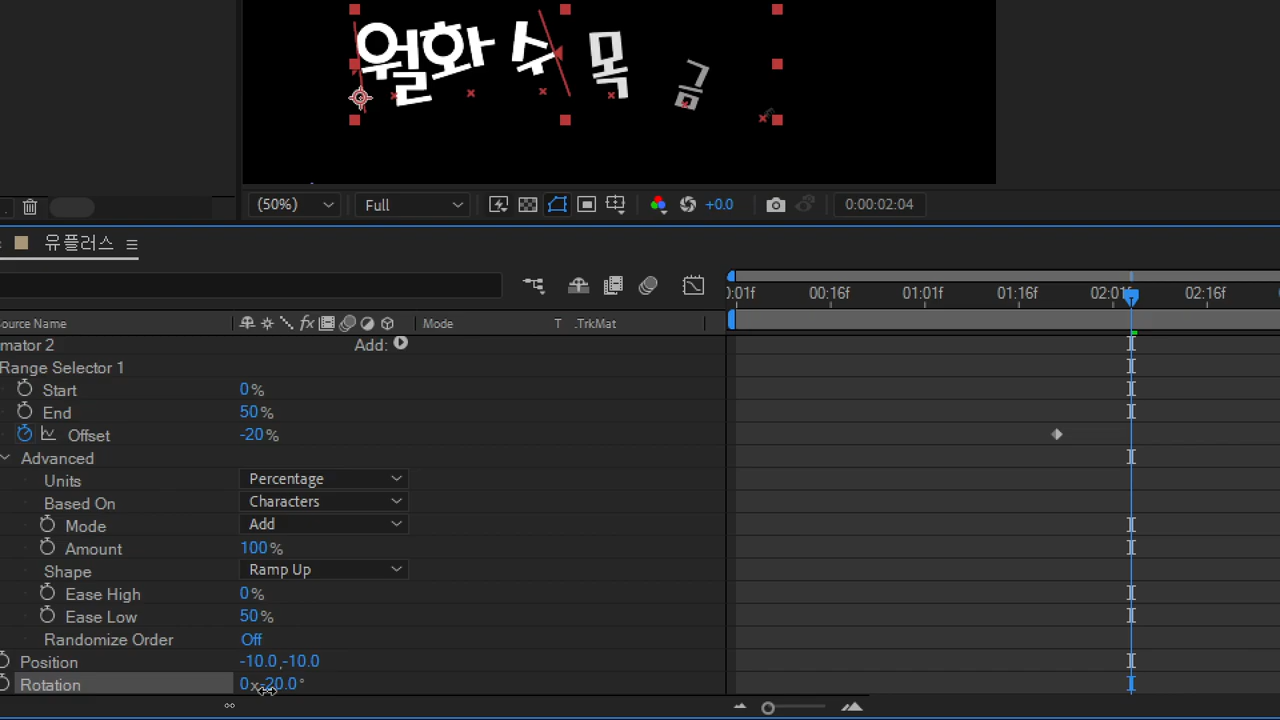 월화 수 목 금
(50%) Full +0.0 0:00:02:04
유플러스
0:01f 00:16f 01:01f 01:16f 02:01f 02:16f
ource Name Mode T .TrkMat
mator 2 Add:
Range Selector 1
Start 0%
End 50%
Offset -20%
Advanced
Units Percentage
Based On Characters
Mode Add
Amount 100%
Shape Ramp Up
Ease High 0%
Ease Low 50%
Randomize Order Off
Position -10.0,-10.0
Rotation 0x-20.0°